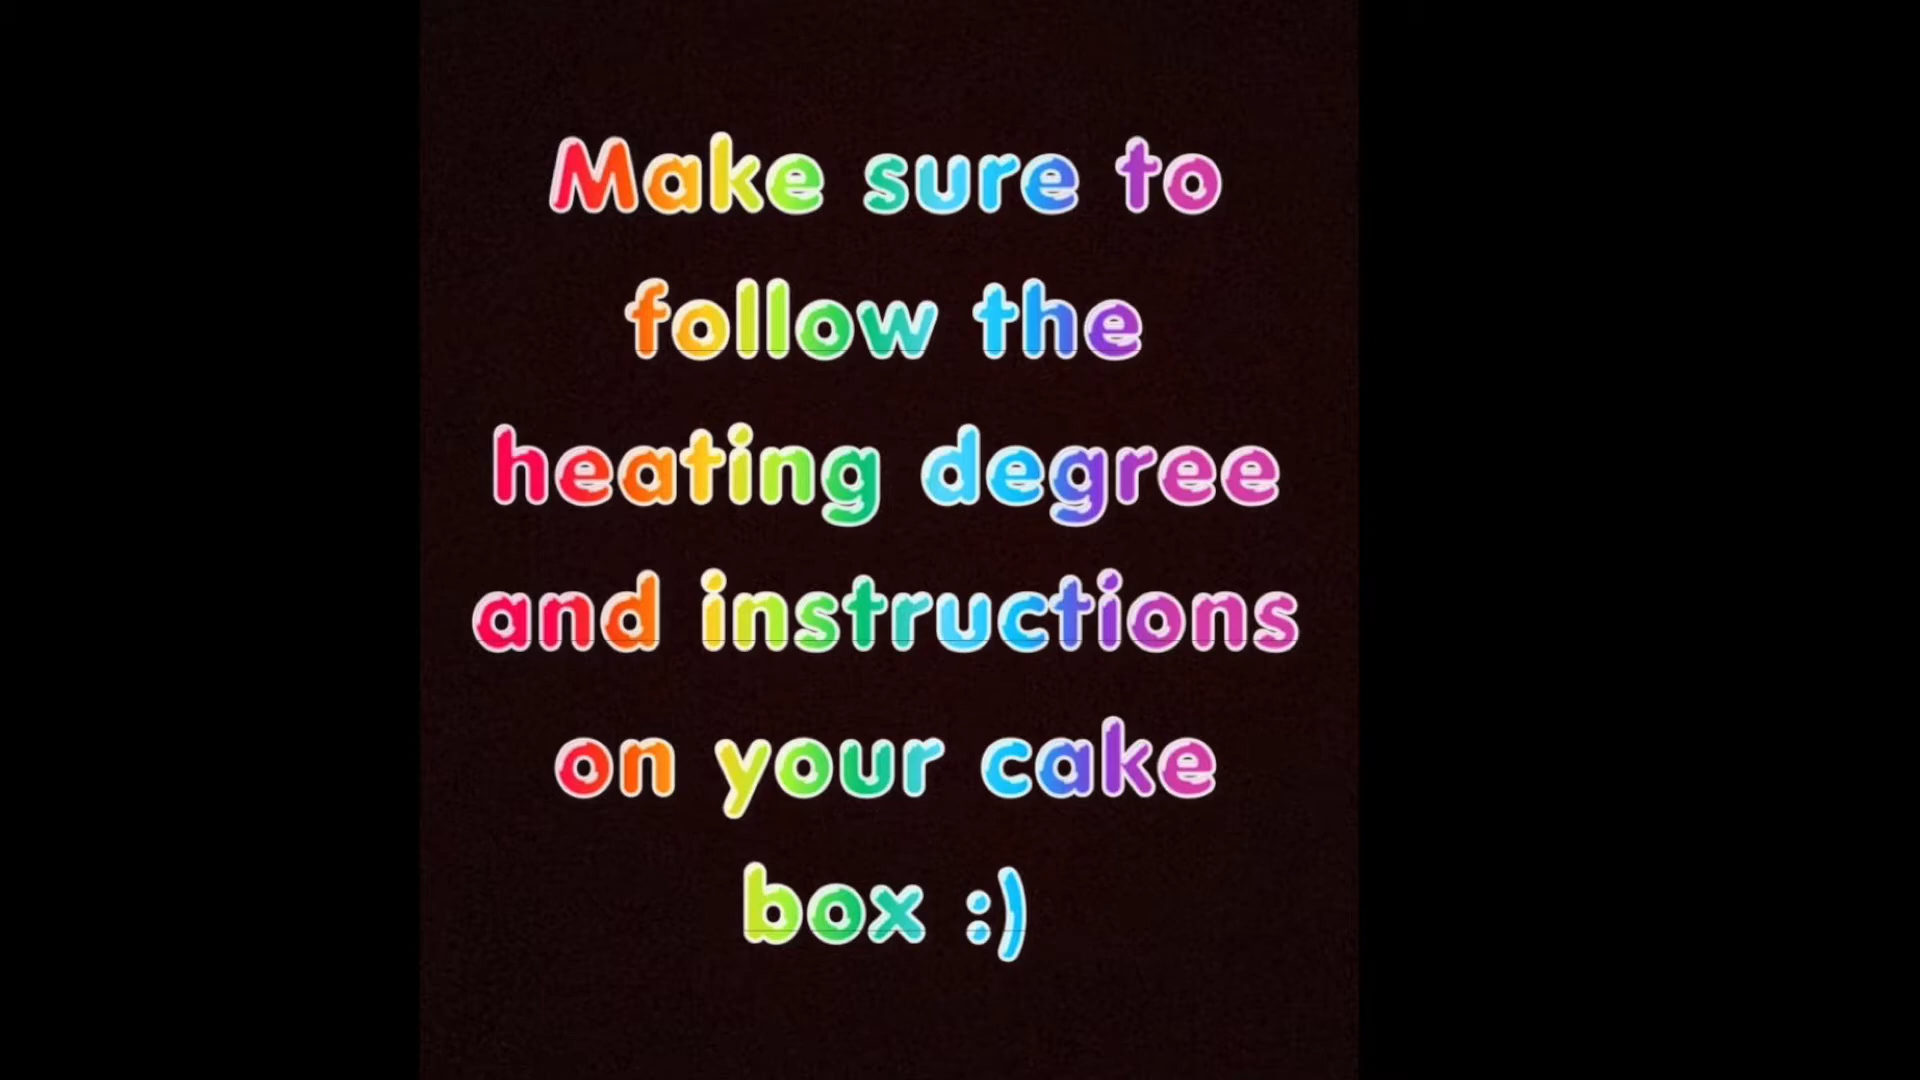 Make sure to
follow the
heating degree
and instructions
on your cake
box :)